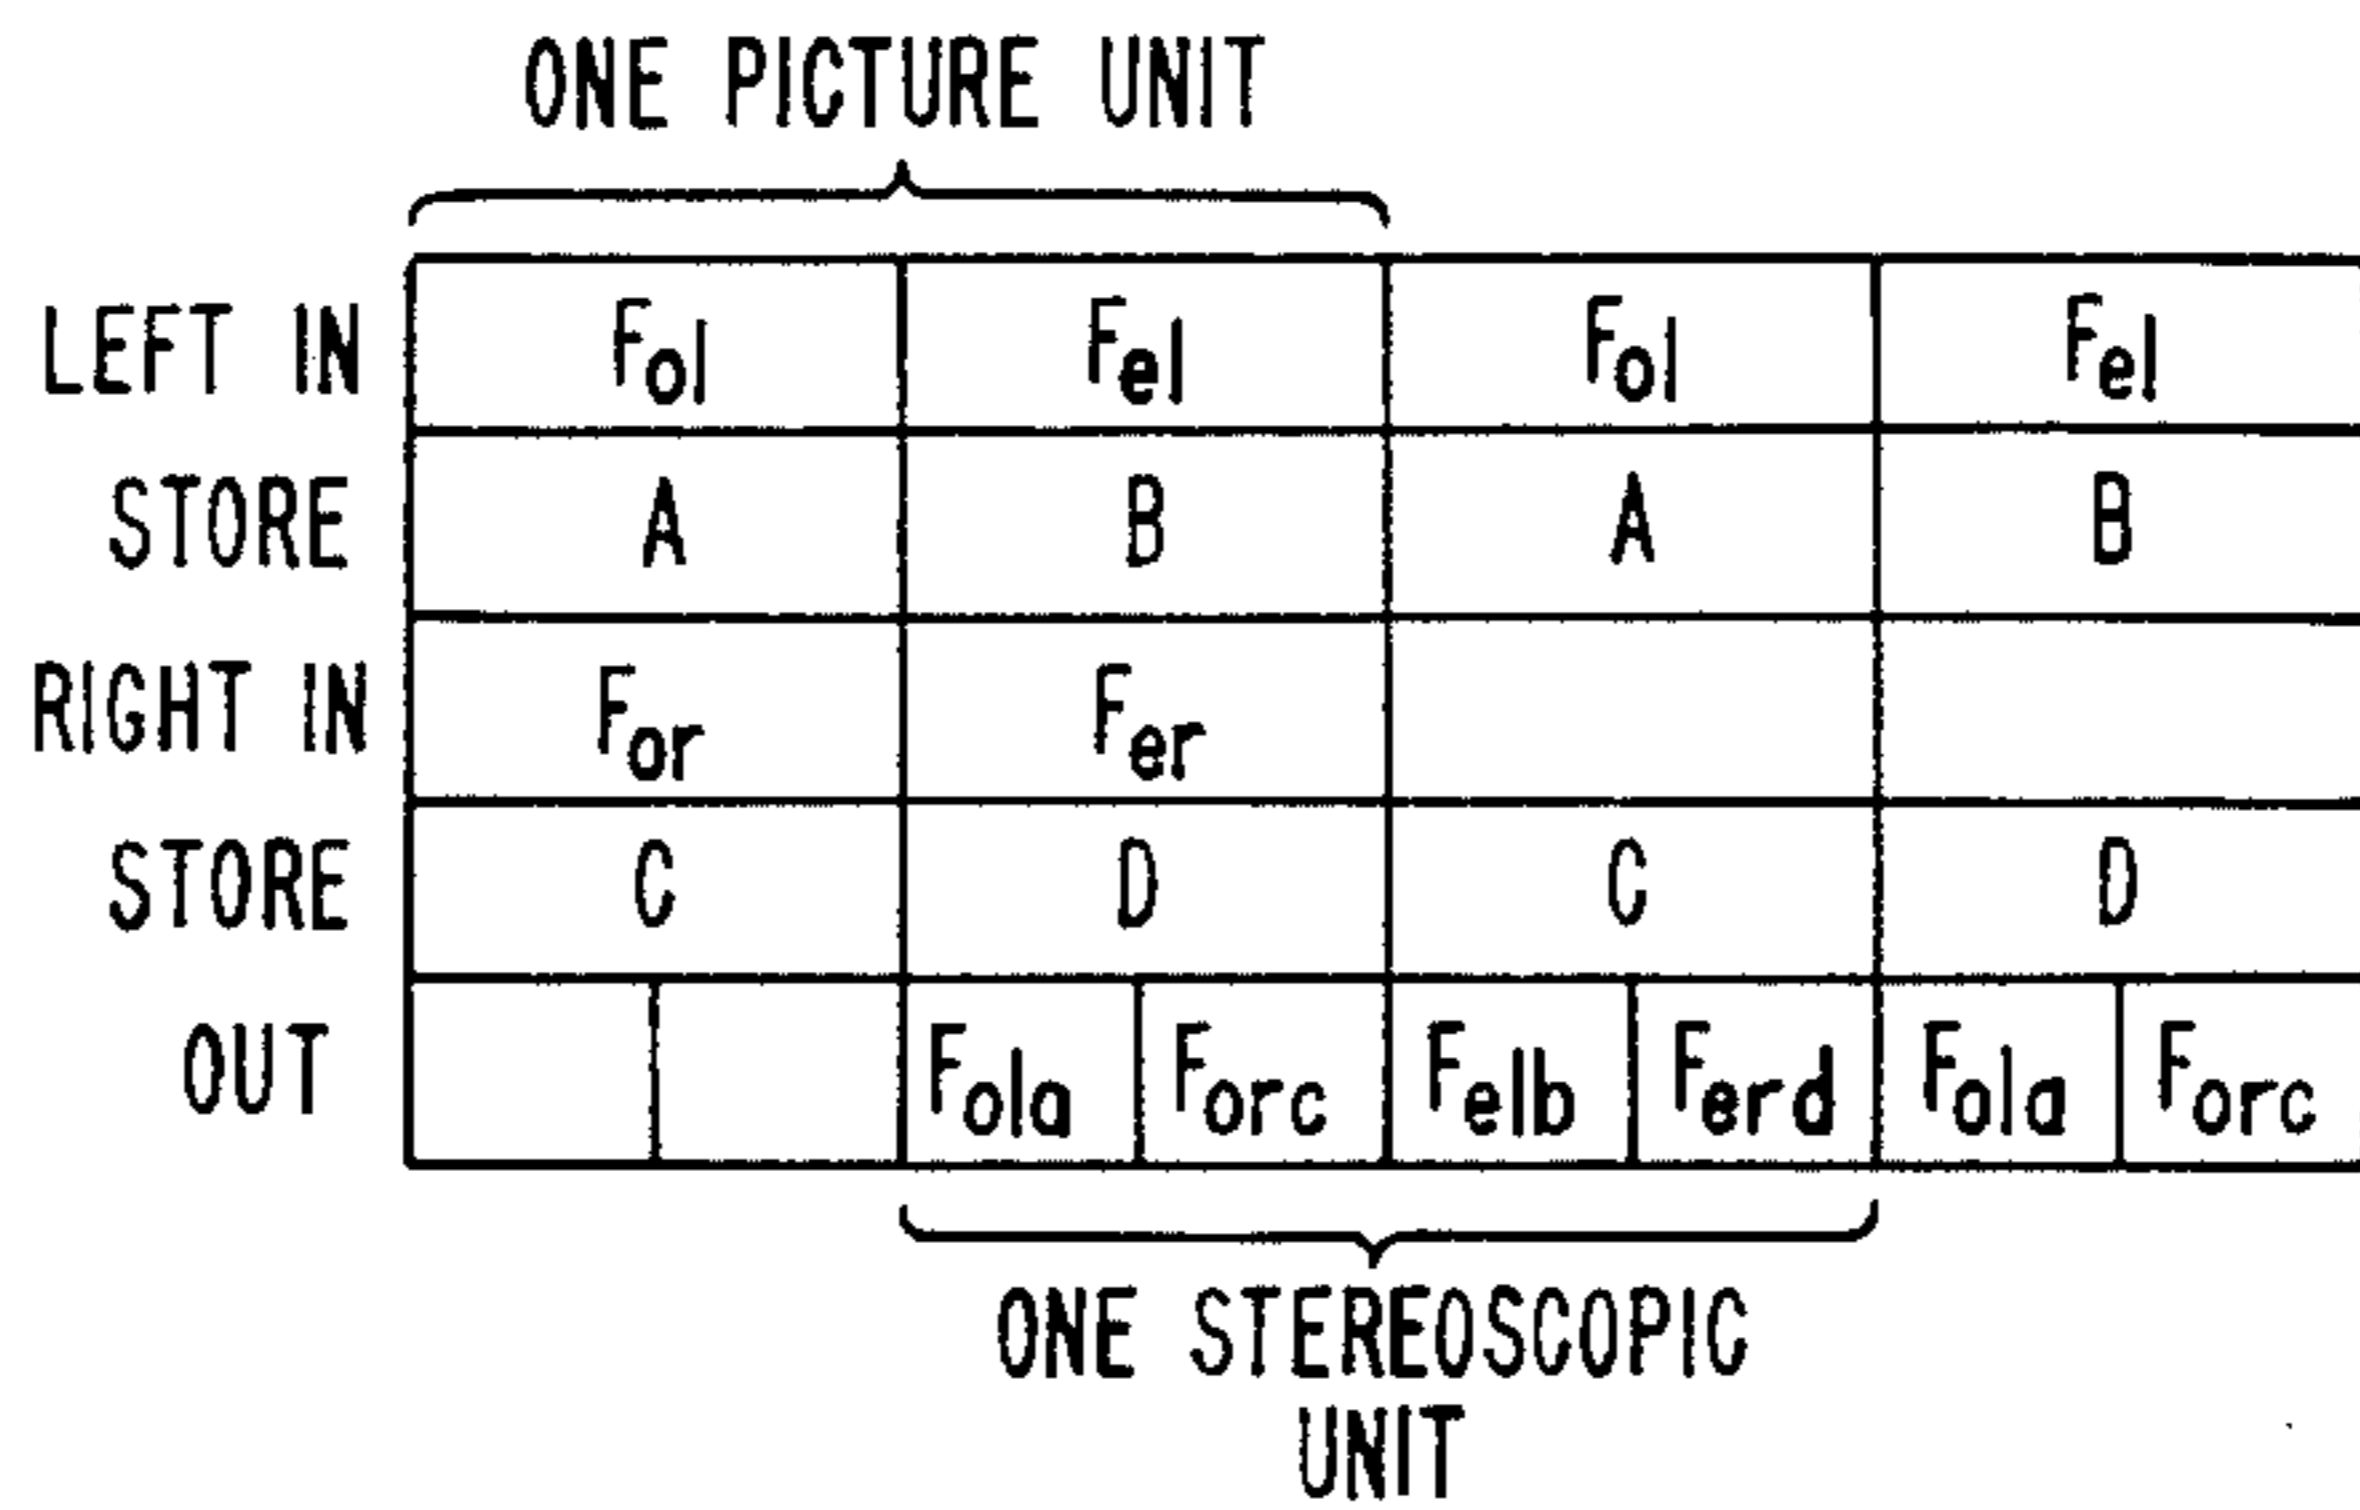 ONE PICTURE UNIT
LEFT IN Fol Fel Fol Fel
STORE A B A B
RIGHT IN For Fer
STORE C D C D
OUT Fola Forc Felb Ferd Fola Forc
ONE STEREOSCOPIC
UNIT